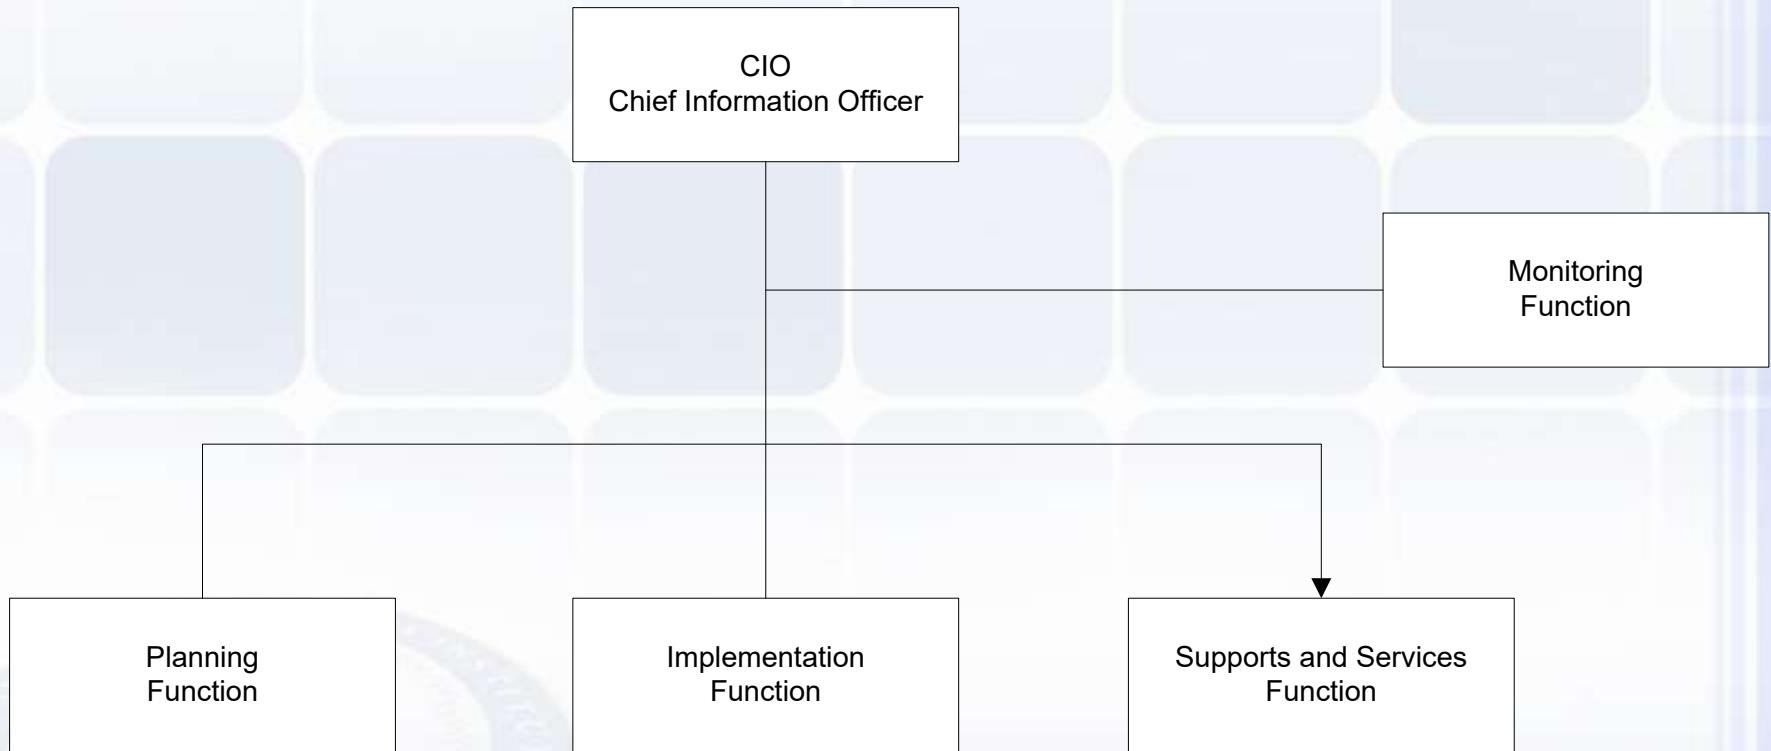 CIO
Chief Information Officer
Monitoring
Function
Planning
Function
Implementation
Function
Supports and Services
Function